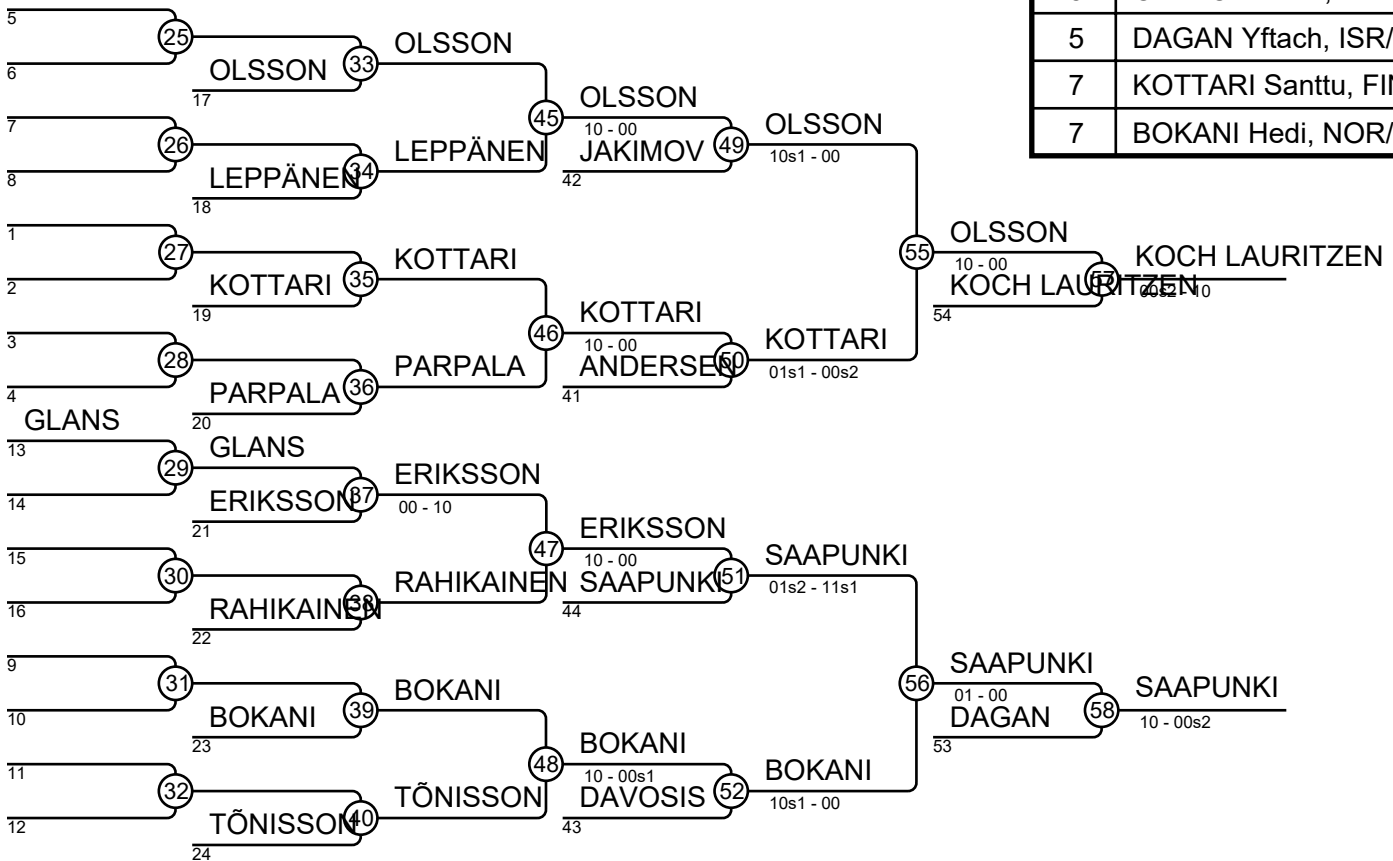 5 DAGAN Yftach, ISR/
7 KOTTARI Santtu, FIN
7 BOKANI Hedi, NOR/
5
25
6
OLSSON
33
OLSSON
17
7
26
8
LEPPÄNEN
34
LEPPÄNEN
18
45
OLSSON
10 - 00
JAKIMOV
49
42
OLSSON
10s1 - 00
1
27
2
KOTTARI
35
KOTTARI
19
3
28
4
PARPALA
36
PARPALA
20
46
KOTTARI
10 - 00
ANDERSEN
50
41
KOTTARI
01s1 - 00s2
55
OLSSON
10 - 00
KOCH LAURITZEN
57
54
KOCH LAURITZEN
00s2 - 10
GLANS
13
29
14
GLANS
ERIKSSON
37
21
ERIKSSON
00 - 10
15
30
16
RAHIKAINEN
38
RAHIKAINEN
22
47
ERIKSSON
10 - 00
SAAPUNKI
51
44
SAAPUNKI
01s2 - 11s1
9
31
10
BOKANI
39
BOKANI
23
11
32
12
TÕNISSON
40
TÕNISSON
24
48
BOKANI
10 - 00s1
DAVOSIS
52
43
BOKANI
10s1 - 00
56
SAAPUNKI
01 - 00
DAGAN
58
53
SAAPUNKI
10 - 00s2